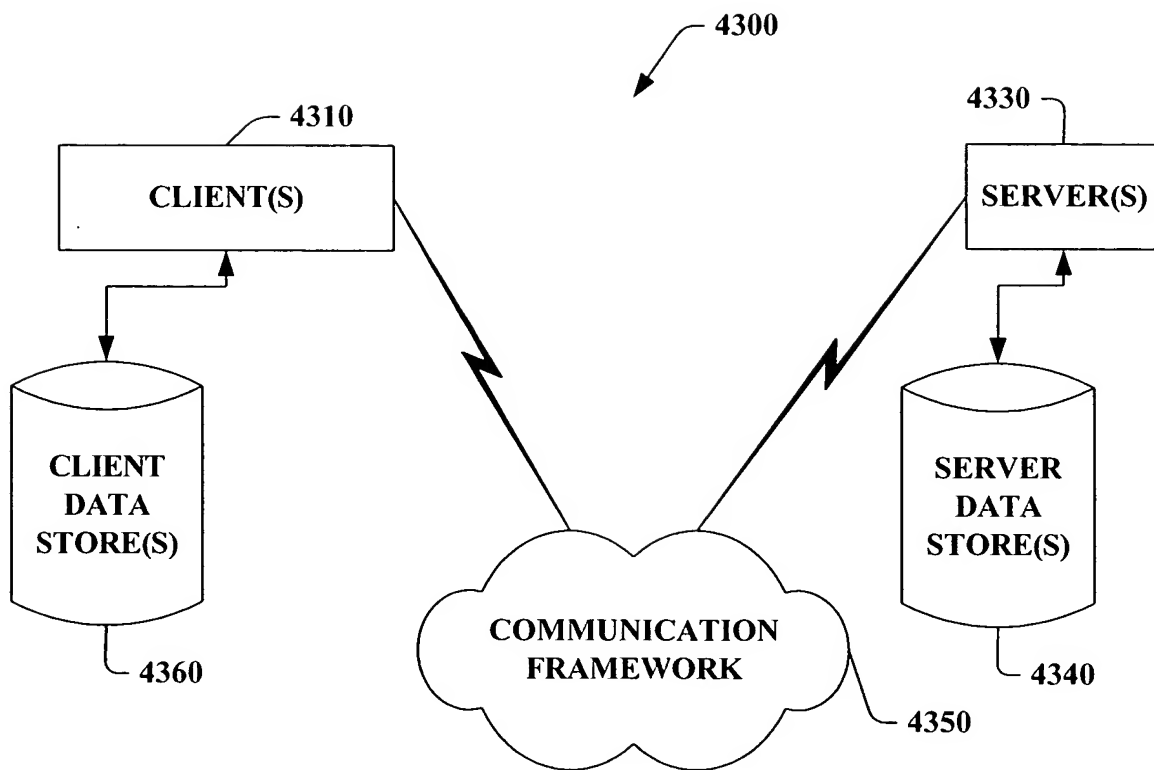 4300
4310
4330
CLIENT(S)
SERVER(S)
CLIENT
DATA
STORE(S)
SERVER
DATA
STORE(S)
COMMUNICATION
FRAMEWORK
4360
4340
4350